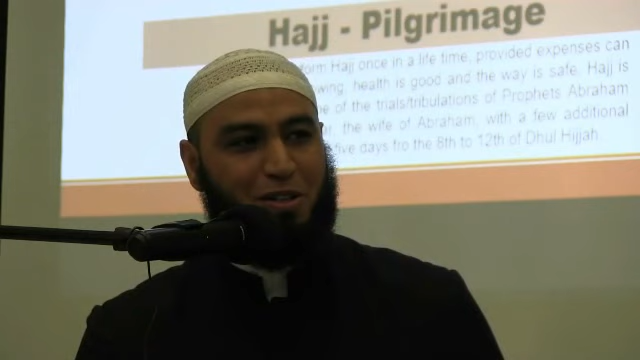 Hajj - Pilgrimage
form Hajj once in a life time, provided expenses can
wing, health is good and the way is safe. Hajj is
e of the trials/tribulations of Prophets Abraham
r, the wife of Abraham, with a few additional
five days fro the 8th to 12th of Dhul Hijjah.